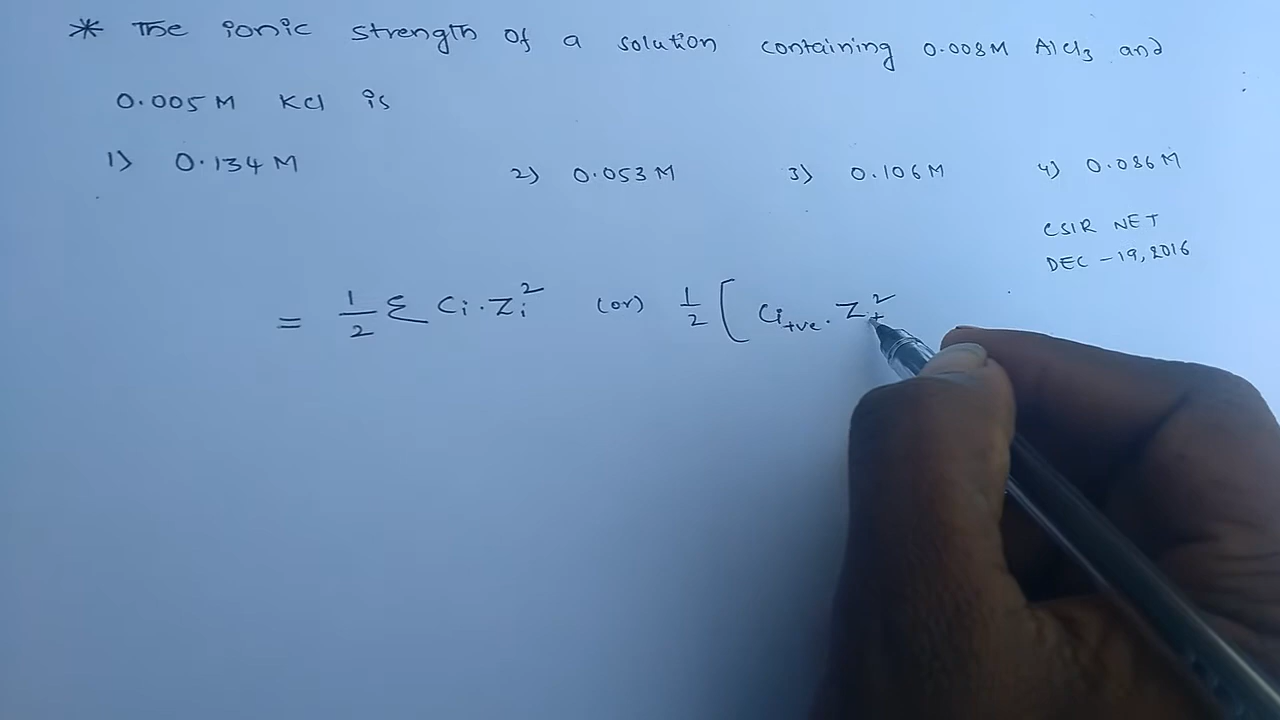 * The ionic strength of a solution containing 0.008M AlCl3 and
0.005 M KCl is
1) 0.134 M 2) 0.053 M 3) 0.106 M 4) 0.086 M
CSIR NET
DEC - 19, 2016
= 1/2 Σ Ci . Zi² (or) 1/2 [ Ci+ve . Z+²